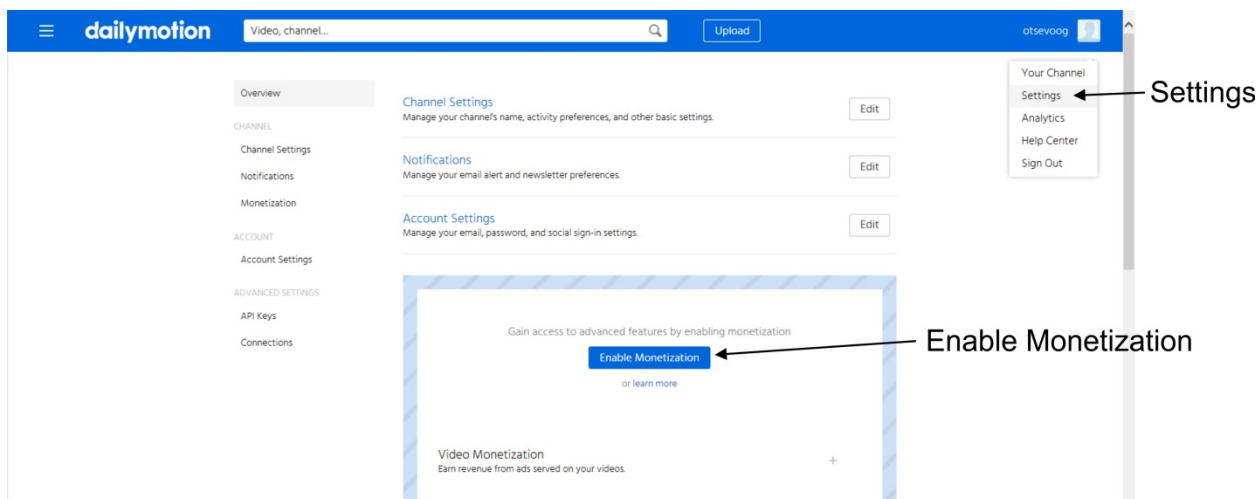 dailymotion
Video, channel...
Upload
otsevoog
Your Channel
Settings
Analytics
Help Center
Sign Out
Settings
Overview
CHANNEL
Channel Settings
Notifications
Monetization
ACCOUNT
Account Settings
ADVANCED SETTINGS
API Keys
Connections
Channel Settings
Manage your channel's name, activity preferences, and other basic settings.
Edit
Notifications
Manage your email alert and newsletter preferences.
Edit
Account Settings
Manage your email, password, and social sign-in settings.
Edit
Gain access to advanced features by enabling monetization
Enable Monetization
or learn more
Enable Monetization
Video Monetization
Earn revenue from ads served on your videos.
+